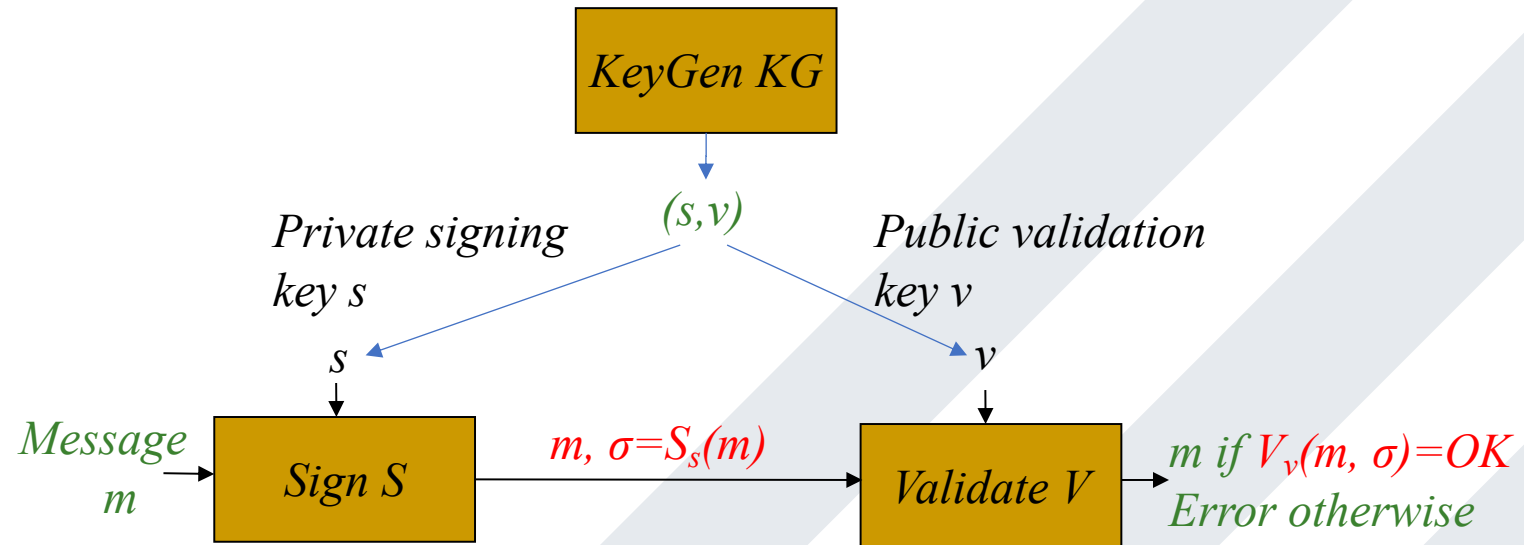 KeyGen KG
(s,v)
Private signing
key s
Public validation
key v
s
v
Message
m
Sign S
m, σ=Sₛ(m)
Validate V
m if Vᵥ(m, σ)=OK
Error otherwise